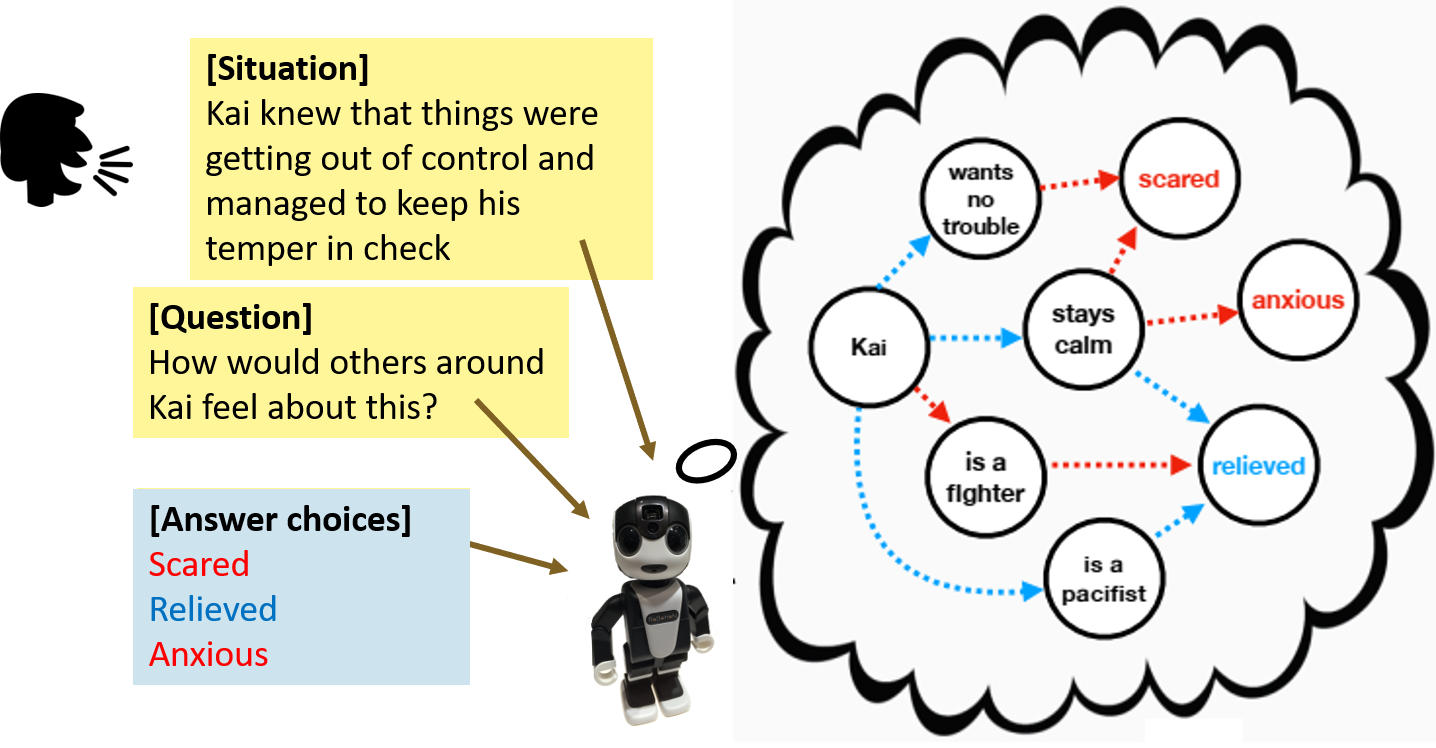 [Situation]
Kai knew that things were
getting out of control and
managed to keep his
temper in check
[Question]
How would others around
Kai feel about this?
[Answer choices]
Scared
Relieved
Anxious
wants
no
trouble
scared
anxious
stays
calm
Kai
is a
fIghter
relieved
is a
pacifist